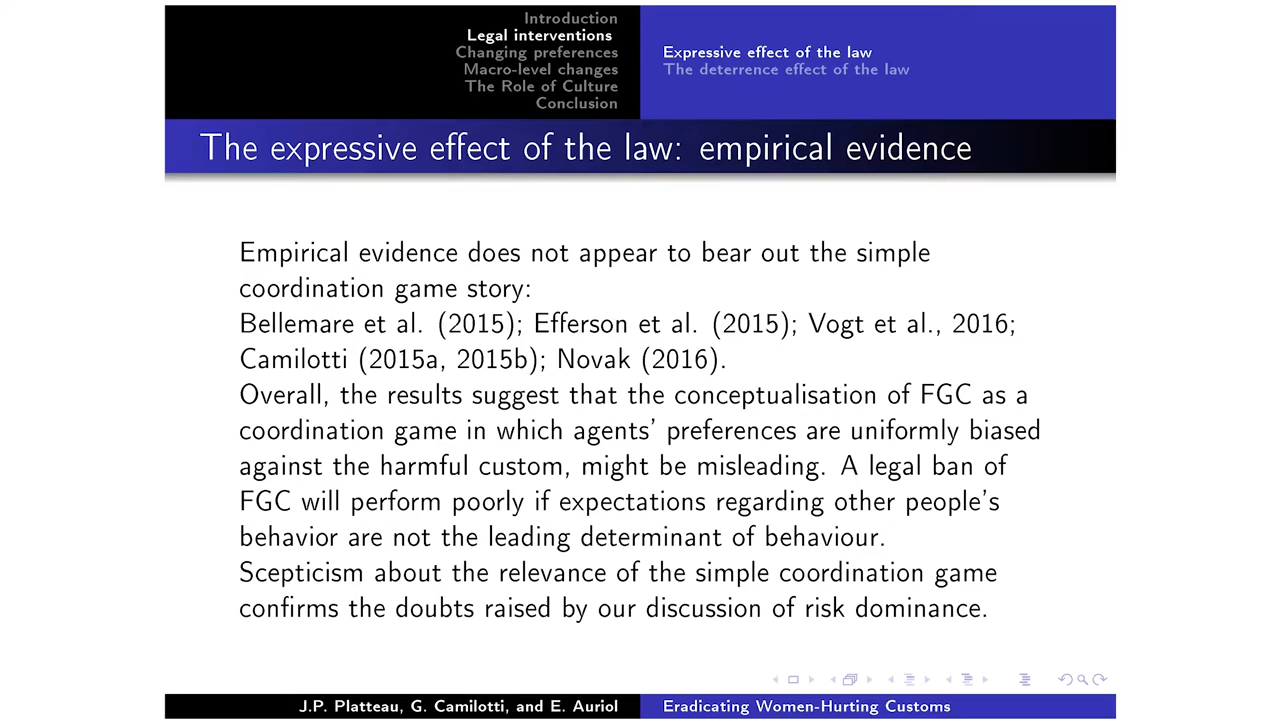 Introduction
Legal interventions
Changing preferences
Macro-level changes
The Role of Culture
Conclusion
Expressive effect of the law
The deterrence effect of the law
The expressive effect of the law: empirical evidence
Empirical evidence does not appear to bear out the simple
coordination game story:
Bellemare et al. (2015); Efferson et al. (2015); Vogt et al., 2016;
Camilotti (2015a, 2015b); Novak (2016).
Overall, the results suggest that the conceptualisation of FGC as a
coordination game in which agents' preferences are uniformly biased
against the harmful custom, might be misleading. A legal ban of
FGC will perform poorly if expectations regarding other people's
behavior are not the leading determinant of behaviour.
Scepticism about the relevance of the simple coordination game
confirms the doubts raised by our discussion of risk dominance.
J.P. Platteau, G. Camilotti, and E. Auriol
Eradicating Women-Hurting Customs